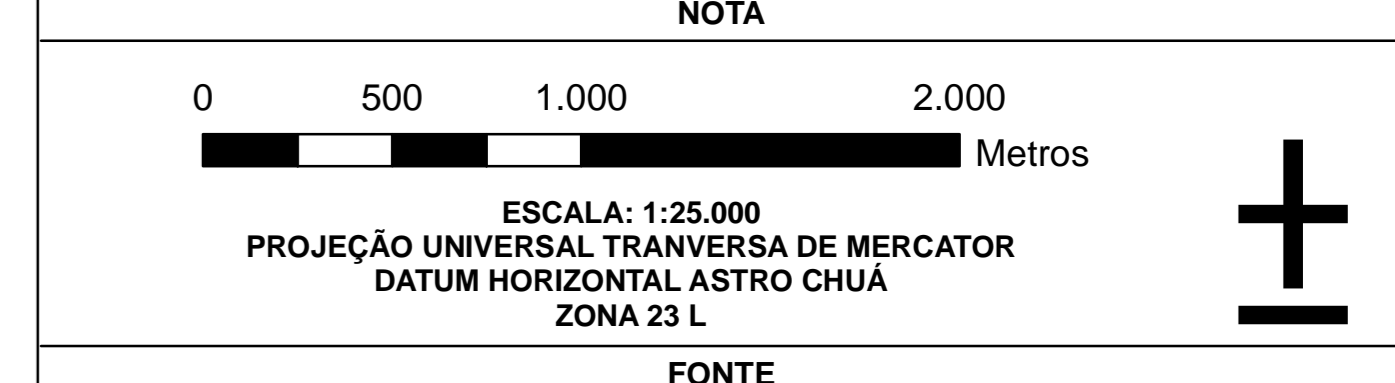 NOTA
0 500 1.000 2.000
Metros
ESCALA: 1:25.000
PROJEÇÃO UNIVERSAL TRANVERSA DE MERCATOR
DATUM HORIZONTAL ASTRO CHUÁ
ZONA 23 L
±
FONTE